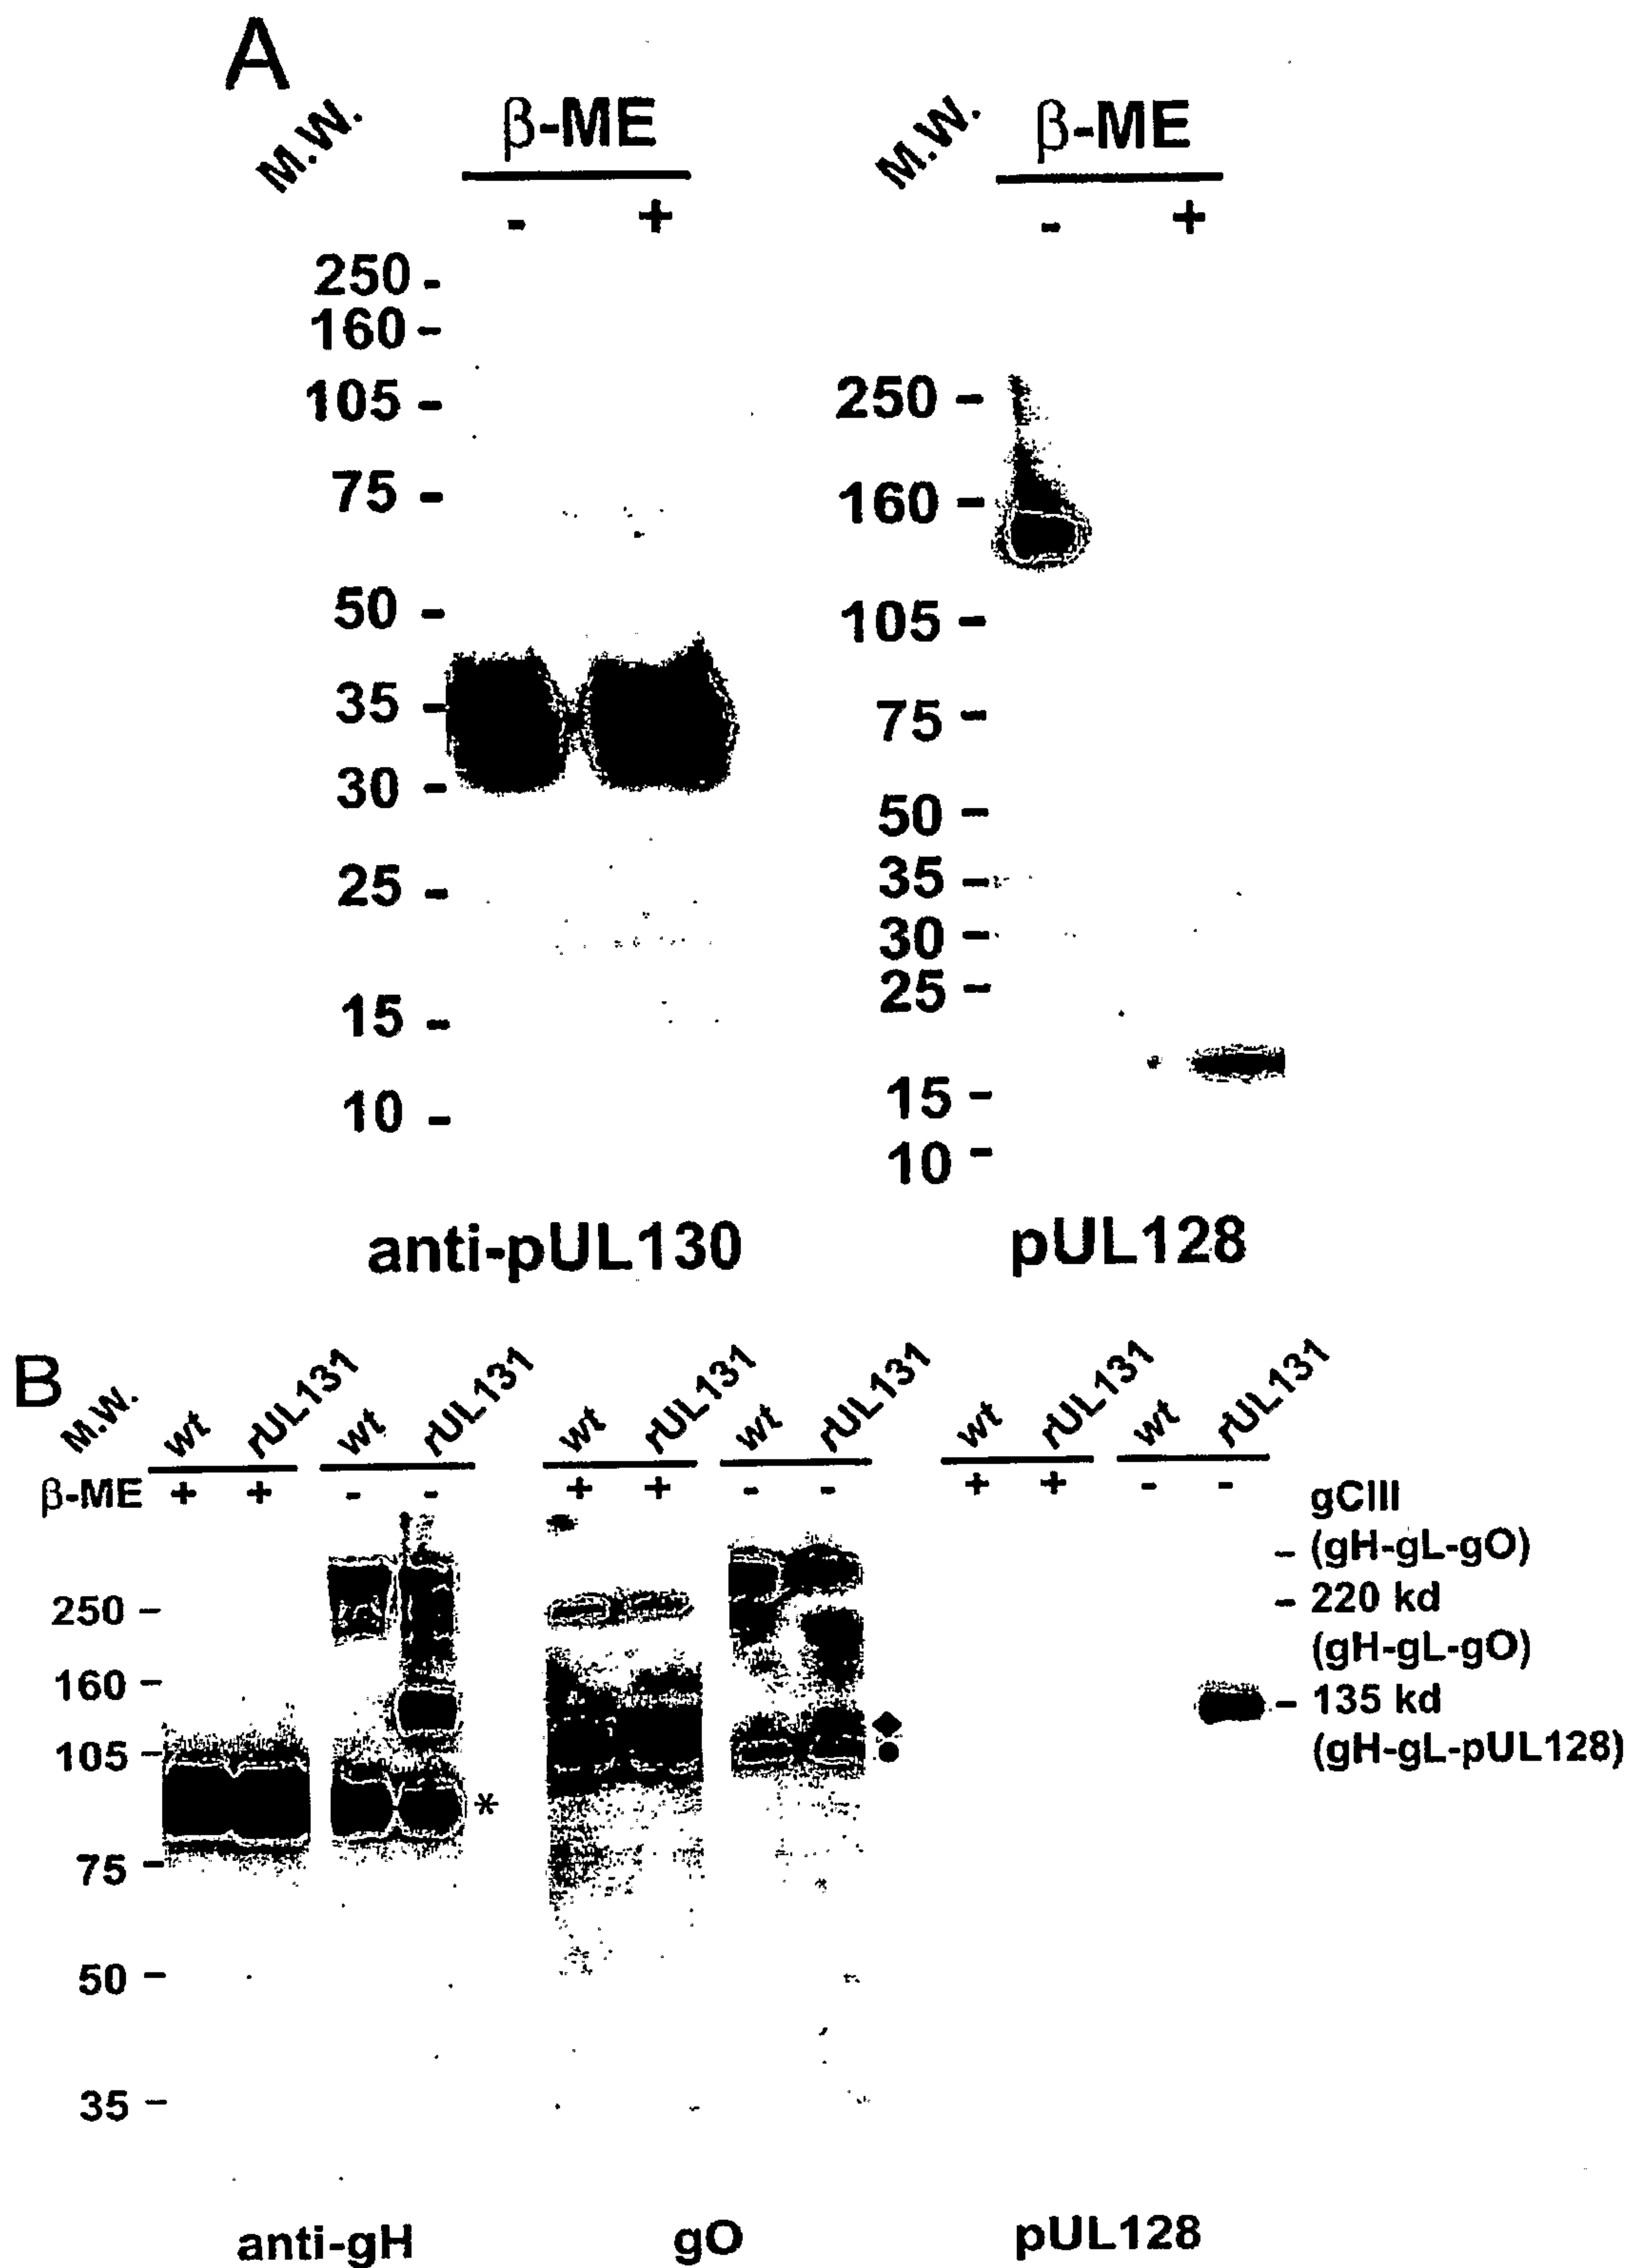 A
M.W. β-ME M.W. β-ME
- + - +
250 -
160 -
105 -
75 -
50 -
35 -
30 -
25 -
15 -
10 -
250 -
160 -
105 -
75 -
50 -
35 -
30 -
25 -
15 -
10 -
anti-pUL130 pUL128
B
M.W. wt rUL131 wt rUL131 wt rUL131 wt rUL131 wt rUL131 wt rUL131
β-ME + + - - + + - - + + - -
gCIII
- (gH-gL-gO)
- 220 kd
(gH-gL-gO)
- 135 kd
(gH-gL-pUL128)
250 -
160 -
105 -
75 -
50 -
35 -
*
anti-gH gO pUL128